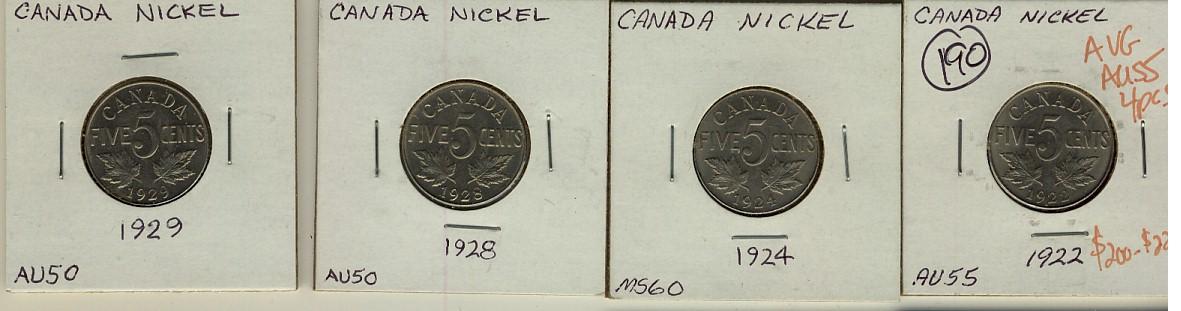 CANADA NICKEL
CANADA
FIVE 5 CENTS
1929
1929
AU50
CANADA NICKEL
CANADA
FIVE 5 CENTS
1928
1928
AU50
CANADA NICKEL
CANADA
FIVE 5 CENTS
1924
1924
MS60
CANADA NICKEL
190
AVG
AU55
4pcs
CANADA
FIVE 5 CENTS
1922
1922
AU55
$200-